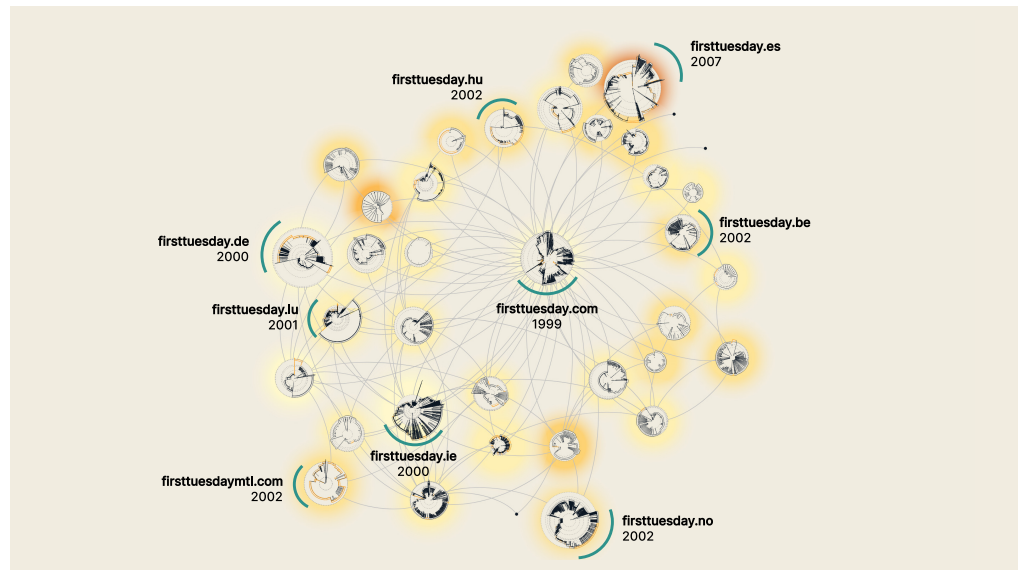 firsttuesday.es
2007
firsttuesday.hu
2002
firsttuesday.be
2002
firsttuesday.de
2000
firsttuesday.lu
2001
firsttuesday.com
1999
firsttuesday.ie
2000
firsttuesdaymtl.com
2002
firsttuesday.no
2002